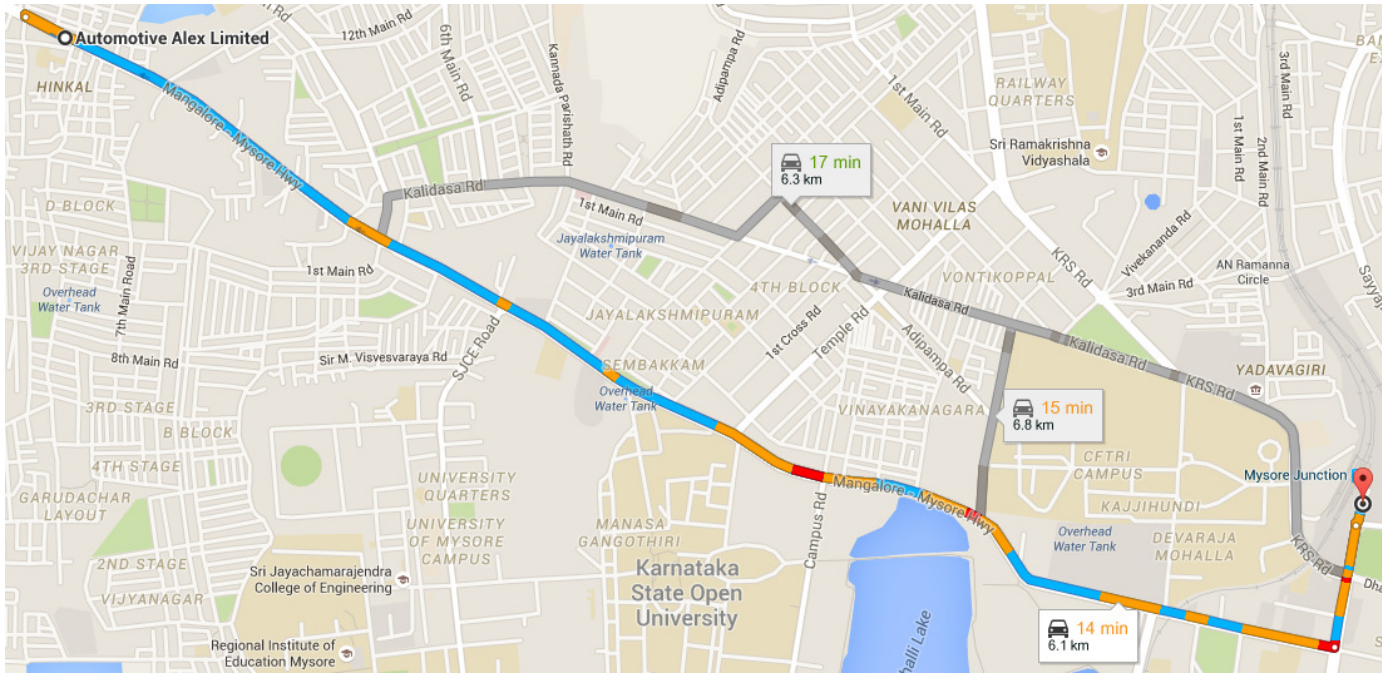 Automotive Alex Limited
HINKAL
12th Main Rd
6th Main Rd
Kannada Parishath Rd
Adipampa Rd
1st Main Rd
RAILWAY
QUARTERS
3rd Main Rd
1st Main Rd
2nd Main Rd
Sri Ramakrishna
Vidyashala
Mangalore - Mysore Hwy
17 min
6.3 km
Kalidasa Rd
1st Main Rd
VANI VILAS
MOHALLA
D BLOCK
Jayalakshmipuram
Water Tank
KRS Rd
Vivekananda Rd
VIJAY NAGAR
3RD STAGE
1st Main Rd
VONTIKOPPAL
AN Ramanna
Circle
3rd Main Rd
Overhead
Water Tank
7th Main Road
4TH BLOCK
Kalidasa Rd
JAYALAKSHMIPURAM
1st Cross Rd
Temple Rd
Adipampa Rd
8th Main Rd
Sir M. Visvesvaraya Rd
SJCE Road
SEMBAKKAM
Kalidasa Rd
KRS Rd
YADAVAGIRI
Overhead
Water Tank
3RD STAGE
VINAYAKANAGARA
15 min
6.8 km
B BLOCK
4TH STAGE
CFTRI
CAMPUS
Mysore Junction
GARUDACHAR
LAYOUT
UNIVERSITY
QUARTERS
Mangalore - Mysore Hwy
KAJJIHUNDI
UNIVERSITY
OF MYSORE
CAMPUS
MANASA
GANGOTHRI
Campus Rd
Overhead
Water Tank
DEVARAJA
MOHALLA
KRS Rd
2ND STAGE
Sri Jayachamarajendra
College of Engineering
Karnataka
State Open
University
VIJAYANAGAR
14 min
6.1 km
Regional Institute of
Education Mysore